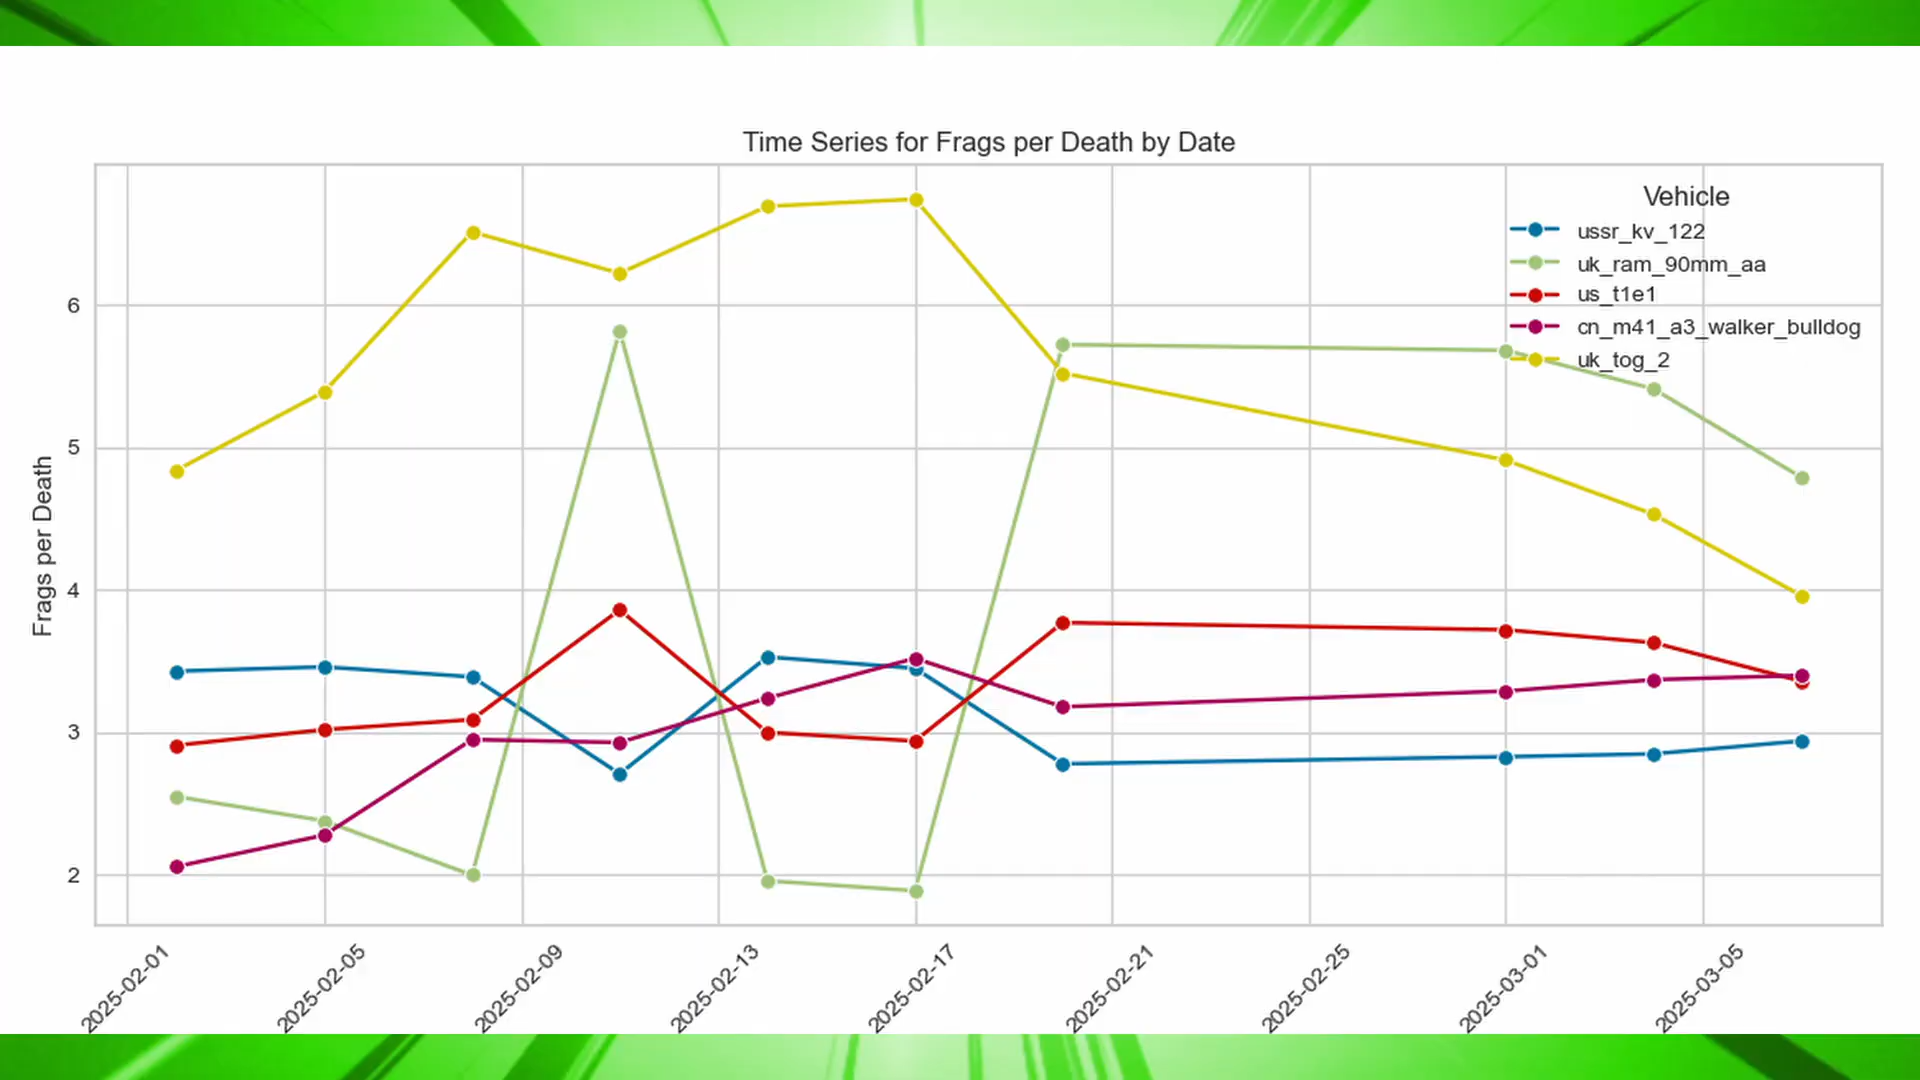 Time Series for Frags per Death by Date
Vehicle
ussr_kv_122
uk_ram_90mm_aa
us_t1e1
cn_m41_a3_walker_bulldog
uk_tog_2
Frags per Death
6
5
4
3
2
2025-02-01
2025-02-05
2025-02-09
2025-02-13
2025-02-17
2025-02-21
2025-02-25
2025-03-01
2025-03-05